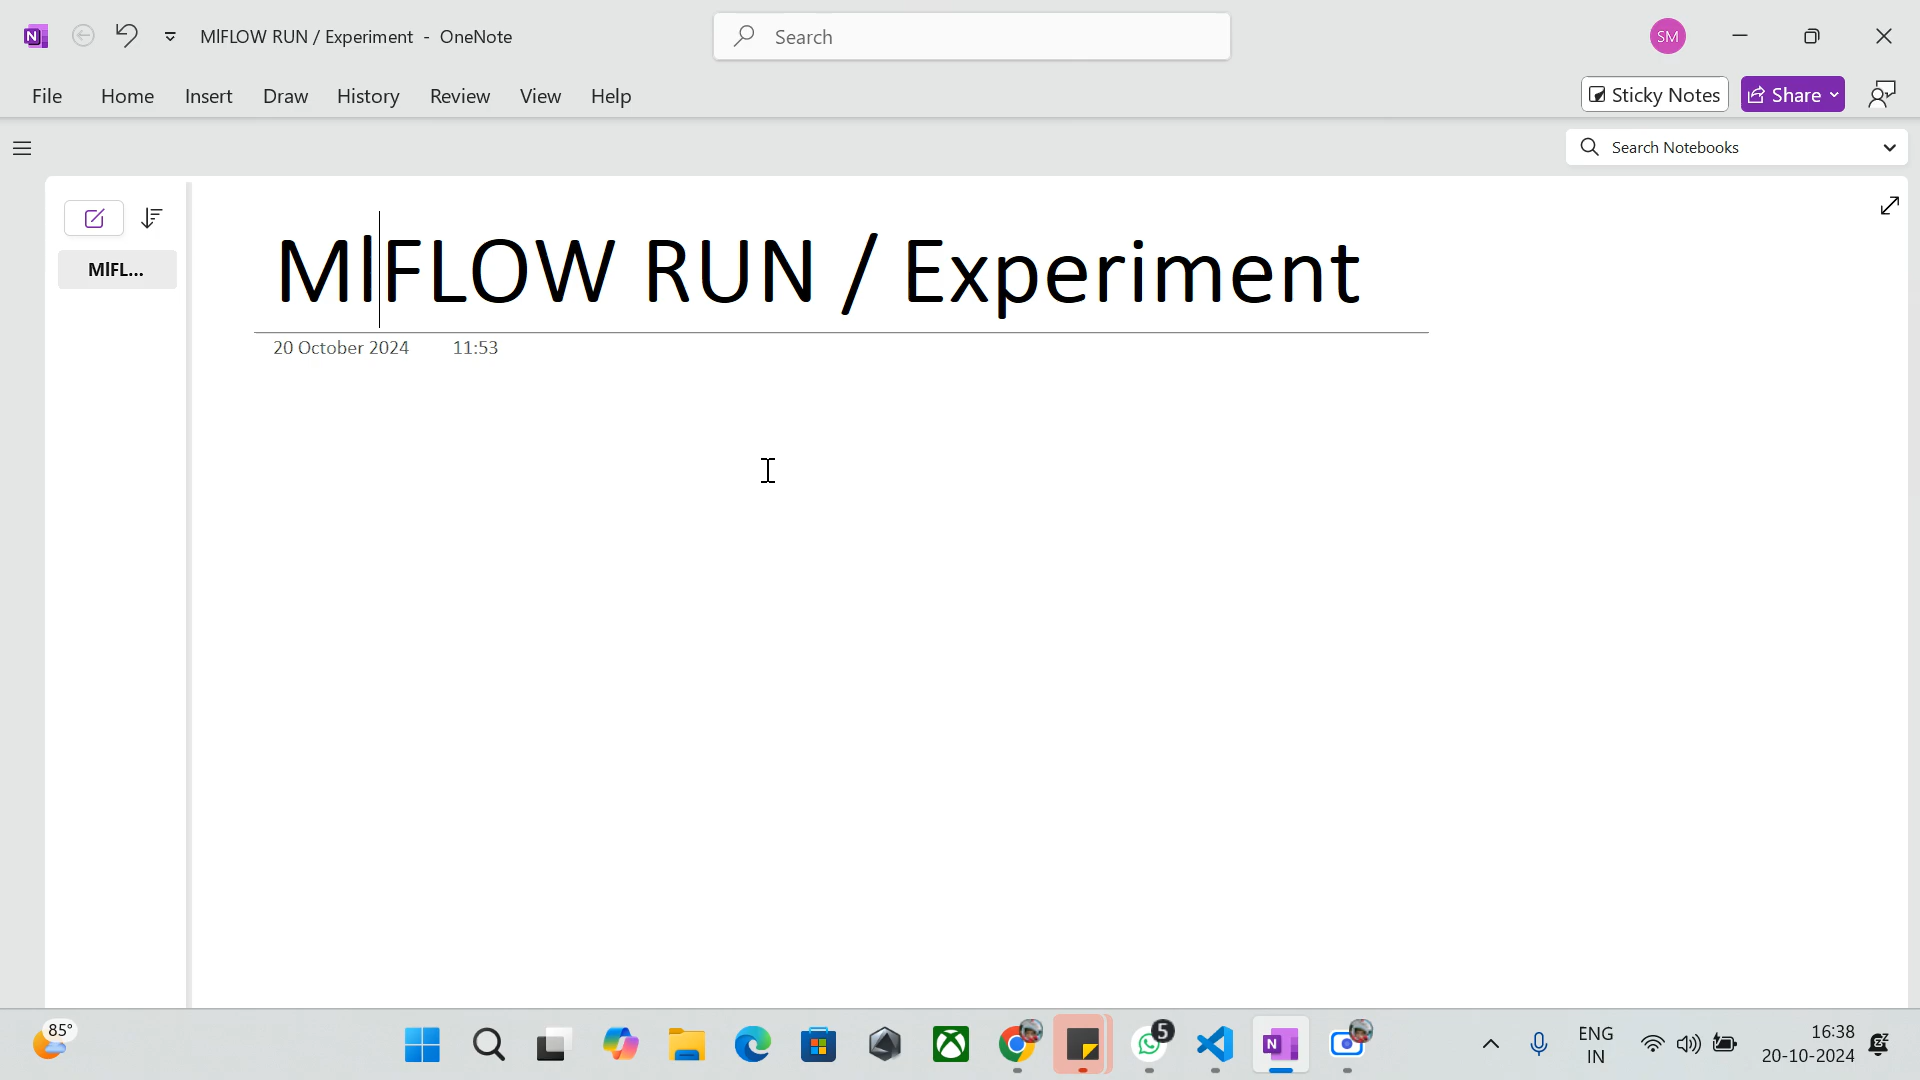 MlFLOW RUN / Experiment - OneNote
Search
SM
File Home Insert Draw History Review View Help
Sticky Notes Share
Search Notebooks
MlFL...
MlFLOW RUN / Experiment
20 October 2024 11:53
85°
5
ENG
IN
16:38
20-10-2024